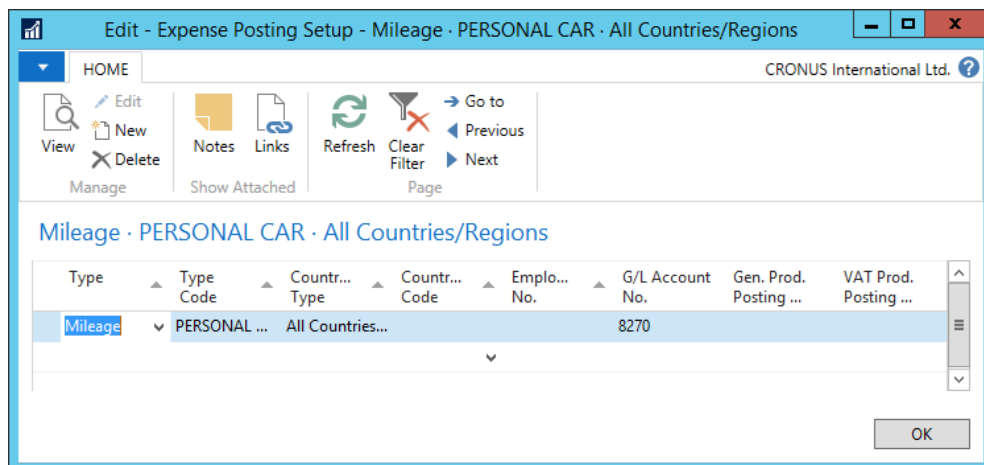 Edit - Expense Posting Setup - Mileage · PERSONAL CAR · All Countries/Regions
HOME
CRONUS International Ltd.
View
Edit
New
Delete
Manage
Notes
Links
Show Attached
Refresh
Clear
Filter
Go to
Previous
Next
Page
Mileage · PERSONAL CAR · All Countries/Regions
Type
Type
Code
Countr...
Type
Countr...
Code
Emplo...
No.
G/L Account
No.
Gen. Prod.
Posting ...
VAT Prod.
Posting ...
Mileage PERSONAL ... All Countries... 8270
OK